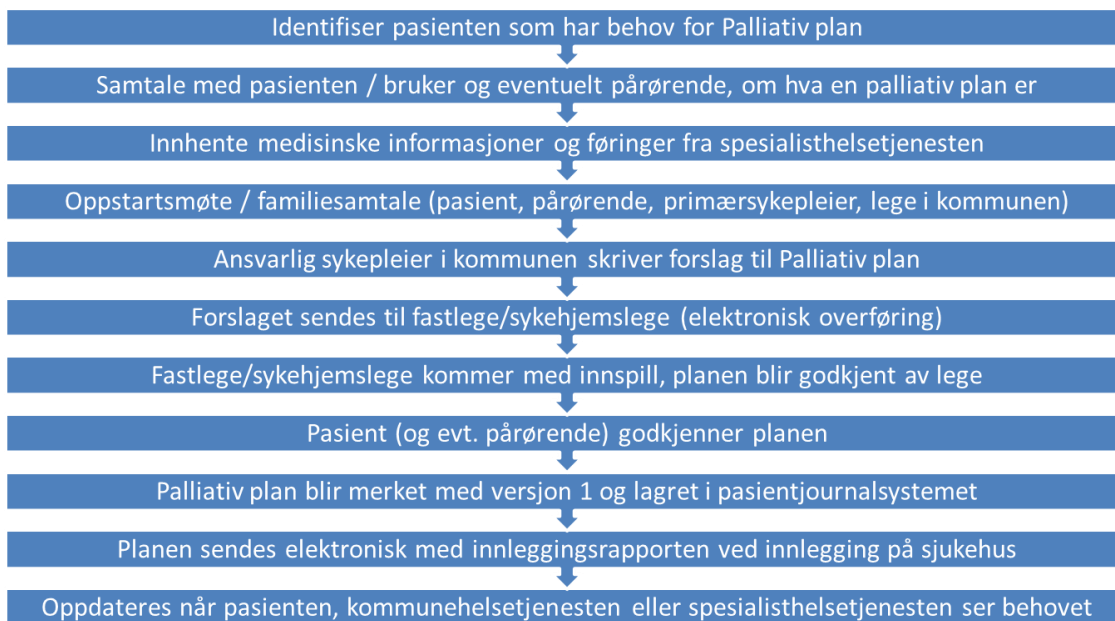 Identifiser pasienten som har behov for Palliativ plan
Samtale med pasienten / bruker og eventuelt pårørende, om hva en palliativ plan er
Innhente medisinske informasjoner og føringer fra spesialisthelsetjenesten
Oppstartsmøte / familiesamtale (pasient, pårørende, primærsykepleier, lege i kommunen)
Ansvarlig sykepleier i kommunen skriver forslag til Palliativ plan
Forslaget sendes til fastlege/sykehjemslege (elektronisk overføring)
Fastlege/sykehjemslege kommer med innspill, planen blir godkjent av lege
Pasient (og evt. pårørende) godkjenner planen
Palliativ plan blir merket med versjon 1 og lagret i pasientjournalsystemet
Planen sendes elektronisk med innleggingsrapporten ved innlegging på sjukehus
Oppdateres når pasienten, kommunehelsetjenesten eller spesialisthelsetjenesten ser behovet